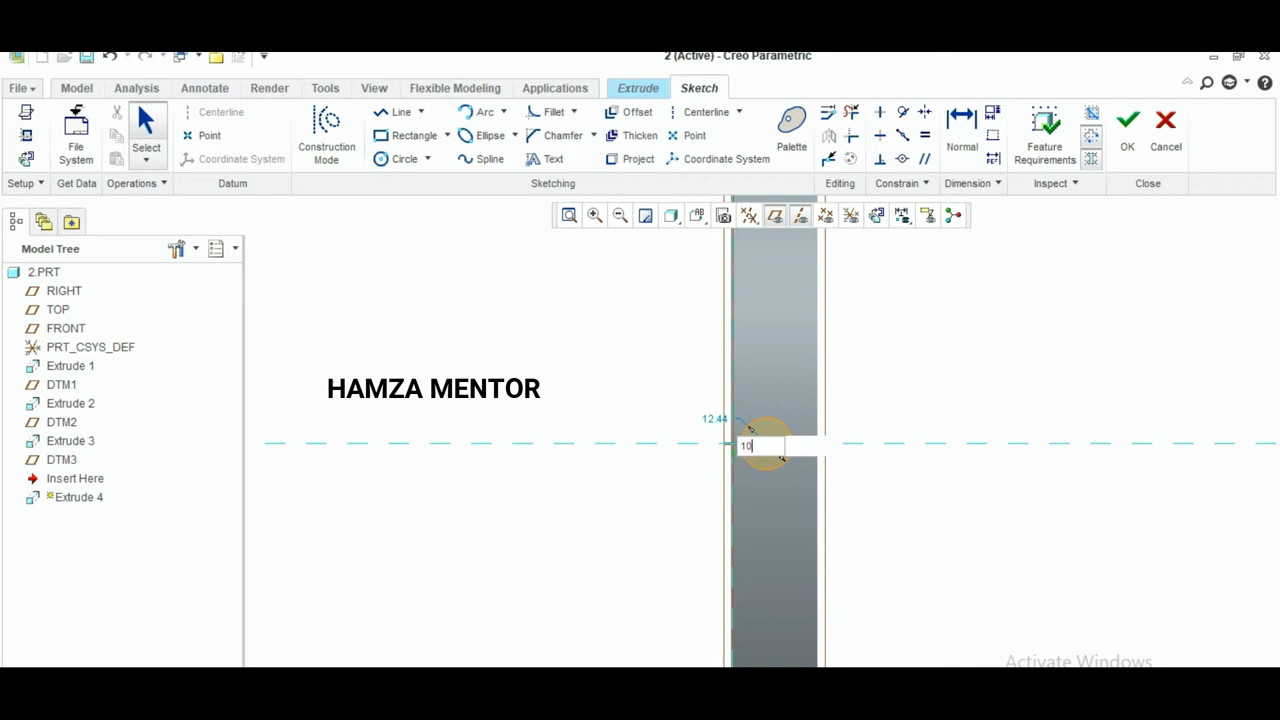 2 (Active) - Creo Parametric
File Model Analysis Annotate Render Tools View Flexible Modeling Applications Extrude Sketch
Centerline Line Arc Fillet Offset Centerline
Point Rectangle Ellipse Chamfer Thicken Point
Coordinate System Circle Spline Text Project Coordinate System
File System Select Construction Mode Palette Normal Feature Requirements OK Cancel
Setup Get Data Operations Datum Sketching Editing Constrain Dimension Inspect Close
Model Tree
2.PRT
RIGHT
TOP
FRONT
PRT_CSYS_DEF
Extrude 1
DTM1
Extrude 2
DTM2
Extrude 3
DTM3
Insert Here
Extrude 4
HAMZA MENTOR
12.44
10
Activate Windows